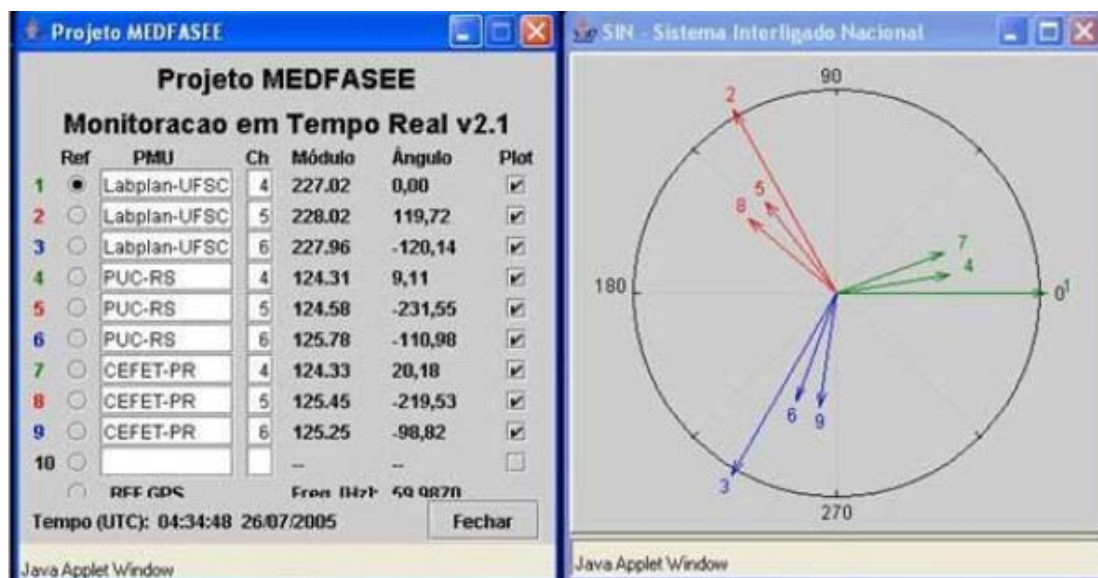 Projeto MEDFASEE
Projeto MEDFASEE
Monitoracao em Tempo Real v2.1
Ref PMU Ch Módulo Ângulo Plot
1 Labplan-UFSC 4 227.02 0,00
2 Labplan-UFSC 5 228.02 119,72
3 Labplan-UFSC 6 227.96 -120,14
4 PUC-RS 4 124.31 9,11
5 PUC-RS 5 124.58 -231,55
6 PUC-RS 6 125.78 -110,98
7 CEFET-PR 4 124.33 20,18
8 CEFET-PR 5 125.45 -219,53
9 CEFET-PR 6 125.25 -98,82
10 -- --
REF GPS Freq. [Hz]: 59.9870
Tempo (UTC): 04:34:48 26/07/2005 Fechar
Java Applet Window
SIN - Sistema Interligado Nacional
90
2
5
8
7
4
180
0
1
6
9
3
270
Java Applet Window